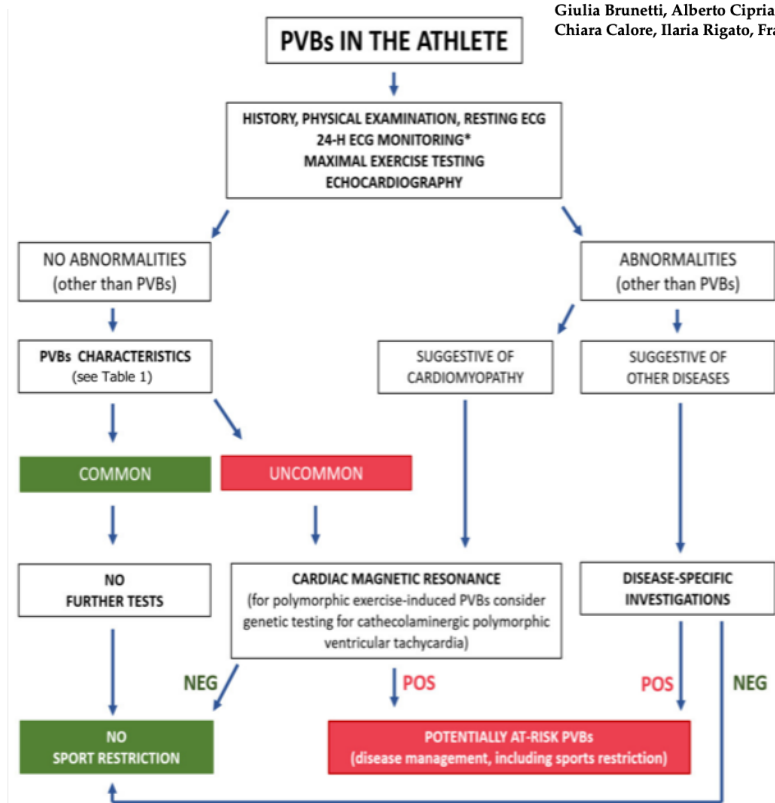 Giulia Brunetti, Alberto Cipria
Chiara Calore, Ilaria Rigato, Fra
PVBs IN THE ATHLETE
HISTORY, PHYSICAL EXAMINATION, RESTING ECG
24-H ECG MONITORING*
MAXIMAL EXERCISE TESTING
ECHOCARDIOGRAPHY
NO ABNORMALITIES
(other than PVBs)
ABNORMALITIES
(other than PVBs)
PVBs CHARACTERISTICS
(see Table 1)
SUGGESTIVE OF
CARDIOMYOPATHY
SUGGESTIVE OF
OTHER DISEASES
COMMON
UNCOMMON
NO
FURTHER TESTS
CARDIAC MAGNETIC RESONANCE
(for polymorphic exercise-induced PVBs consider
genetic testing for cathecolaminergic polymorphic
ventricular tachycardia)
DISEASE-SPECIFIC
INVESTIGATIONS
NEG
POS
POS
NEG
NO
SPORT RESTRICTION
POTENTIALLY AT-RISK PVBs
(disease management, including sports restriction)